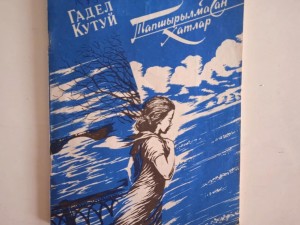 Гадел
Кутуй
Тапшырылмаган
Хатлар